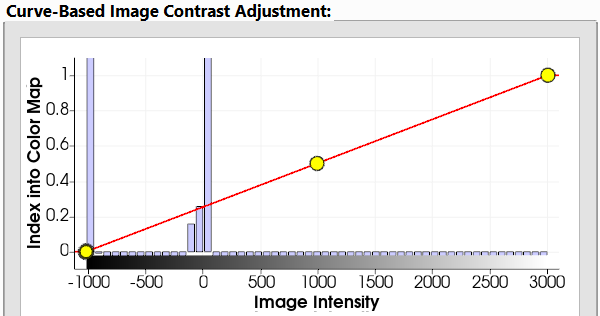 Curve-Based Image Contrast Adjustment:
Index into Color Map
1
0.8
0.6
0.4
0.2
0
-1000 -500 0 500 1000 1500 2000 2500 3000
Image Intensity